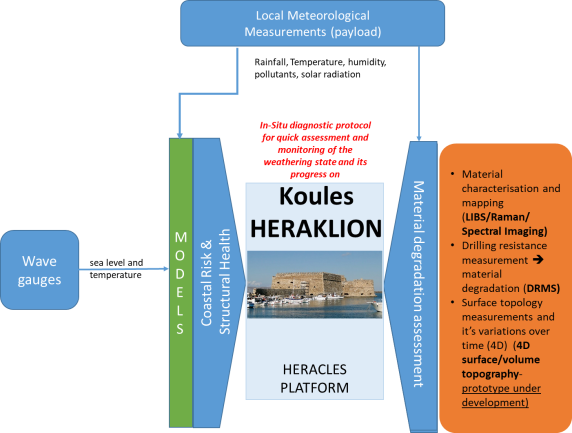 Local Meteorological
Measurements (payload)
Rainfall, Temperature, humidity,
pollutants, solar radiation
In-Situ diagnostic protocol
for quick assessment and
monitoring of the
weathering state and its
progress on
Koules
HERAKLION
HERACLES
PLATFORM
Wave
gauges
sea level and
temperature
MODELS
Coastal Risk &
Structural Health
Material degradation assessment
• Material
characterisation and
mapping
(LIBS/Raman/
Spectral Imaging)
• Drilling resistance
measurement ➔
material
degradation (DRMS)
• Surface topology
measurements and
it's variations over
time (4D) (4D
surface/volume
topography-
prototype under
development)